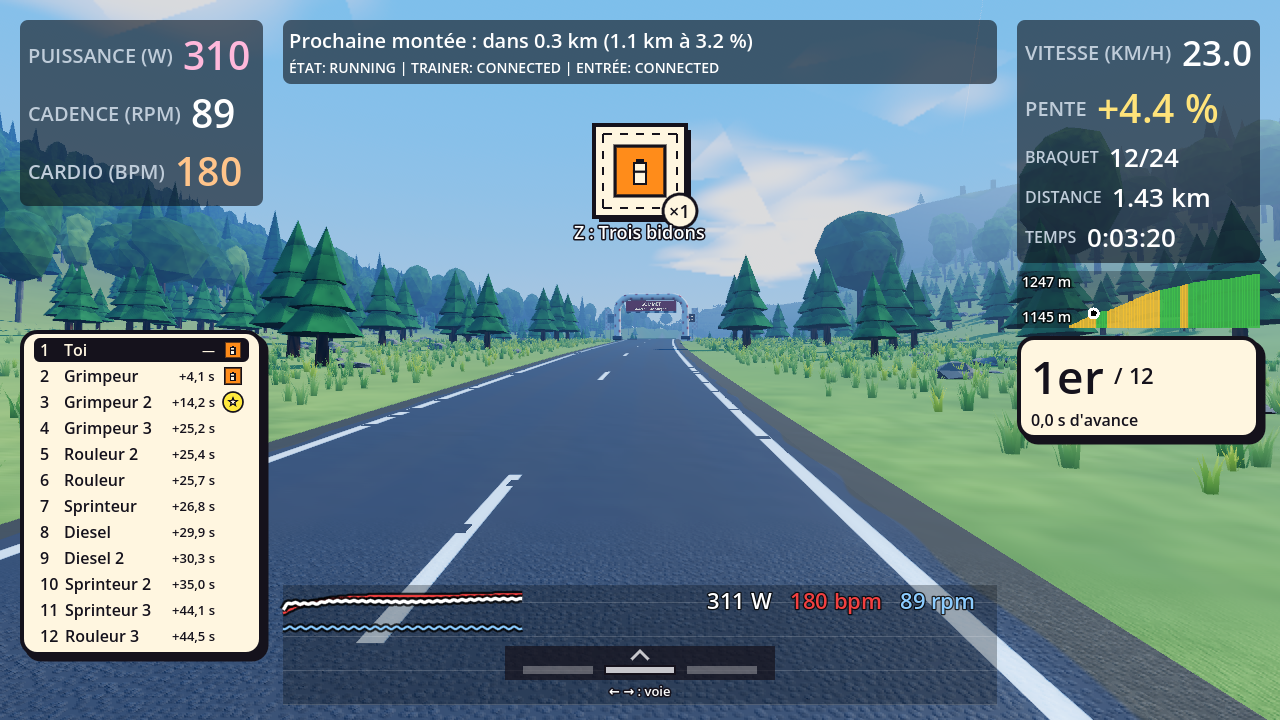 PUISSANCE (W) 310
CADENCE (RPM) 89
CARDIO (BPM) 180
Prochaine montée : dans 0.3 km (1.1 km à 3.2 %)
ÉTAT: RUNNING | TRAINER: CONNECTED | ENTRÉE: CONNECTED
VITESSE (KM/H) 23.0
PENTE +4.4 %
BRAQUET 12/24
DISTANCE 1.43 km
TEMPS 0:03:20
×1
Z : Trois bidons
SOMMET
1247 m
1145 m
1er / 12
0,0 s d'avance
1 Toi —
2 Grimpeur +4,1 s
3 Grimpeur 2 +14,2 s
4 Grimpeur 3 +25,2 s
5 Rouleur 2 +25,4 s
6 Rouleur +25,7 s
7 Sprinteur +26,8 s
8 Diesel +29,9 s
9 Diesel 2 +30,3 s
10 Sprinteur 2 +35,0 s
11 Sprinteur 3 +44,1 s
12 Rouleur 3 +44,5 s
311 W 180 bpm 89 rpm
← → : voie